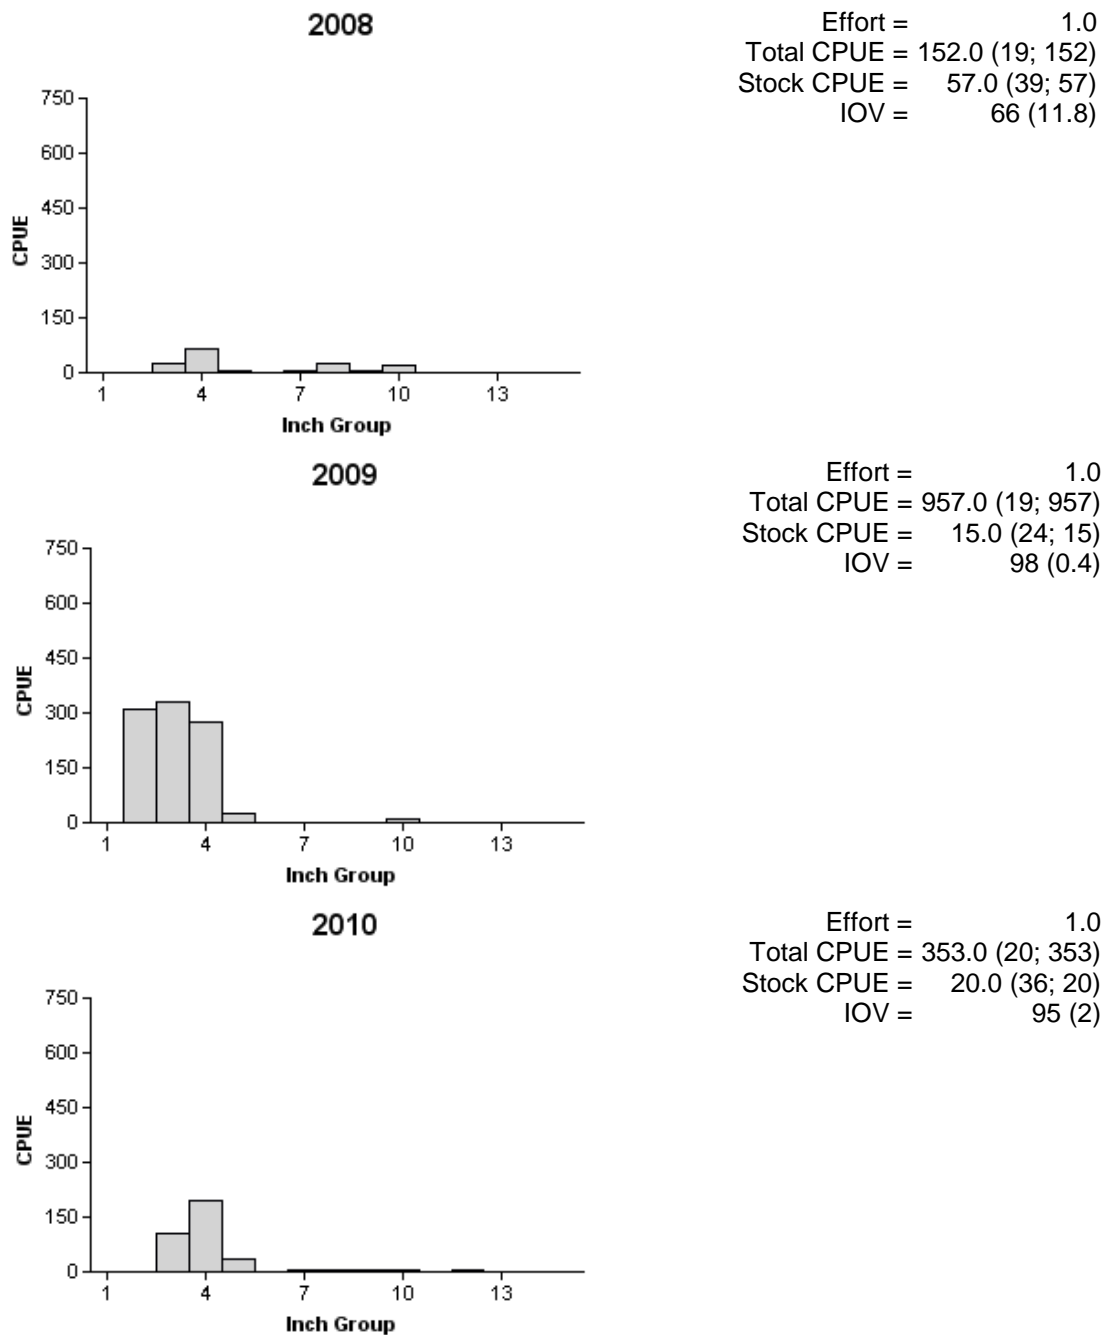 2008
Effort = 1.0
Total CPUE = 152.0 (19; 152)
Stock CPUE = 57.0 (39; 57)
IOV = 66 (11.8)
750
600
450
300
150
0
CPUE
1 4 7 10 13
Inch Group
2009
Effort = 1.0
Total CPUE = 957.0 (19; 957)
Stock CPUE = 15.0 (24; 15)
IOV = 98 (0.4)
750
600
450
300
150
0
CPUE
1 4 7 10 13
Inch Group
2010
Effort = 1.0
Total CPUE = 353.0 (20; 353)
Stock CPUE = 20.0 (36; 20)
IOV = 95 (2)
750
600
450
300
150
0
CPUE
1 4 7 10 13
Inch Group